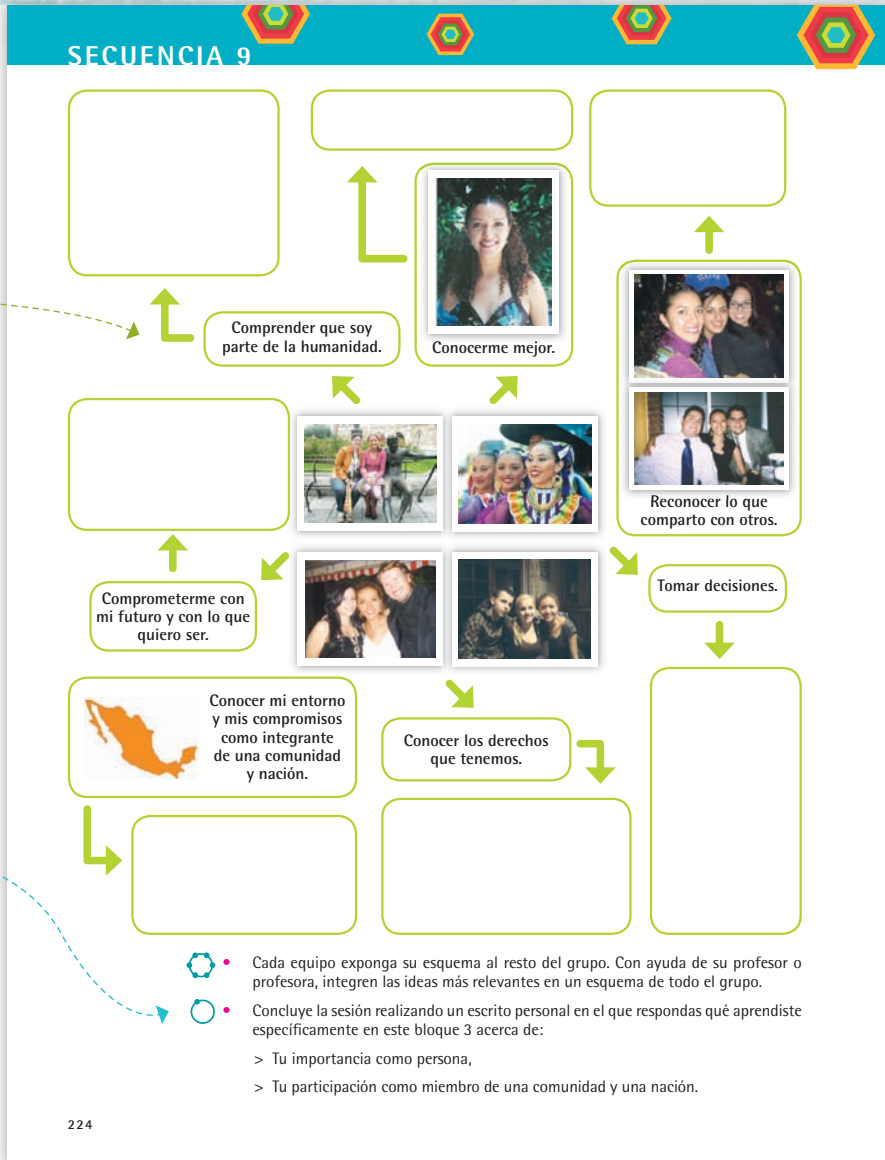 SECUENCIA 9
Comprender que soy
parte de la humanidad.
Conocerme mejor.
Reconocer lo que
comparto con otros.
Comprometerme con
mi futuro y con lo que
quiero ser.
Tomar decisiones.
Conocer mi entorno
y mis compromisos
como integrante
de una comunidad
y nación.
Conocer los derechos
que tenemos.
• Cada equipo exponga su esquema al resto del grupo. Con ayuda de su profesor o
profesora, integren las ideas más relevantes en un esquema de todo el grupo.
• Concluye la sesión realizando un escrito personal en el que respondas qué aprendiste
específicamente en este bloque 3 acerca de:
> Tu importancia como persona,
> Tu participación como miembro de una comunidad y una nación.
224